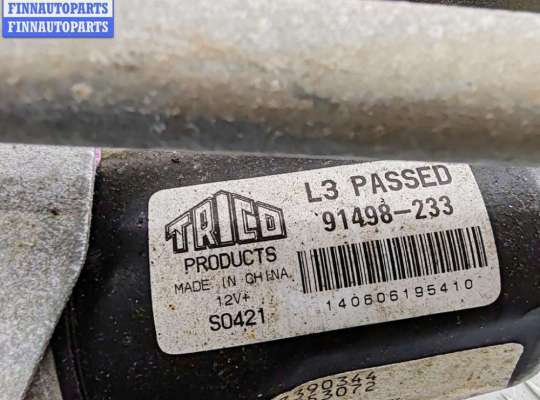 FINNAUTOPARTS
FINNAUTOPARTS
TRICO
PRODUCTS
MADE IN CHINA
12V+
S0421
L3 PASSED
91498-233
140606195410